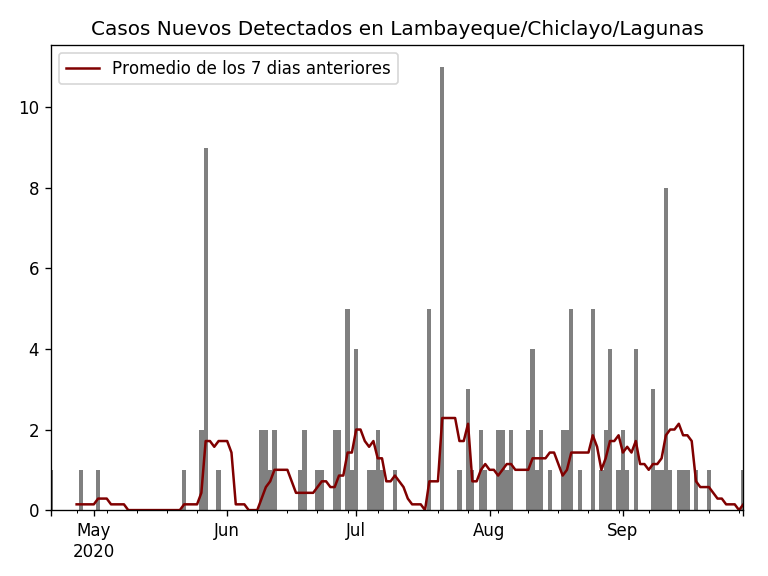 Casos Nuevos Detectados en Lambayeque/Chiclayo/Lagunas
Promedio de los 7 dias anteriores
10
8
6
4
2
0
May Jun Jul Aug Sep
2020